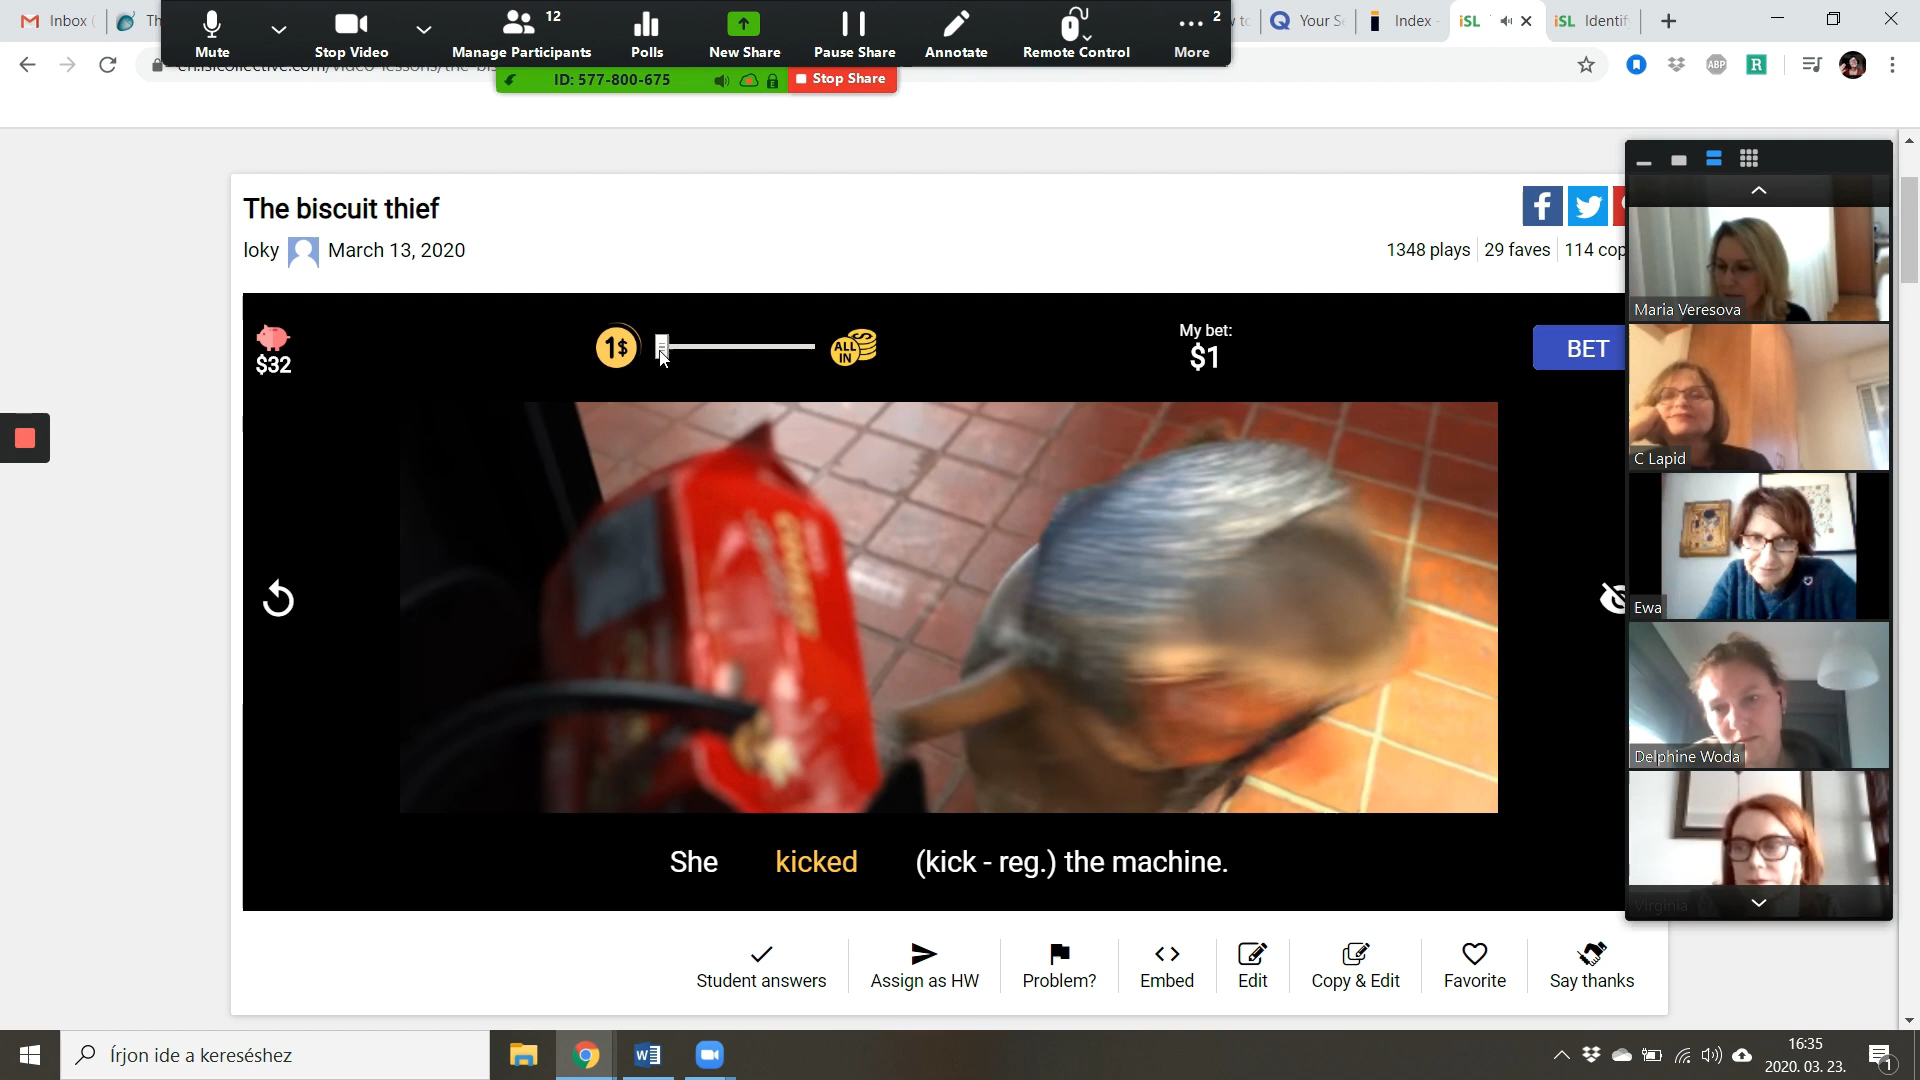 Inbox
Th
Mute
Stop Video
12
Manage Participants
Polls
New Share
Pause Share
Annotate
Remote Control
2
More
Your S
Index
iSL
iSL Identif
ID: 577-800-675
Stop Share
ABP
R
The biscuit thief
loky March 13, 2020
1348 plays 29 faves 114 cop
$32
1$
ALL IN
My bet:
$1
BET
She kicked (kick - reg.) the machine.
Student answers
Assign as HW
Problem?
Embed
Edit
Copy & Edit
Favorite
Say thanks
Maria Veresova
C Lapid
Ewa
Delphine Woda
Virginia
Írjon ide a kereséshez
16:35
2020. 03. 23.
1